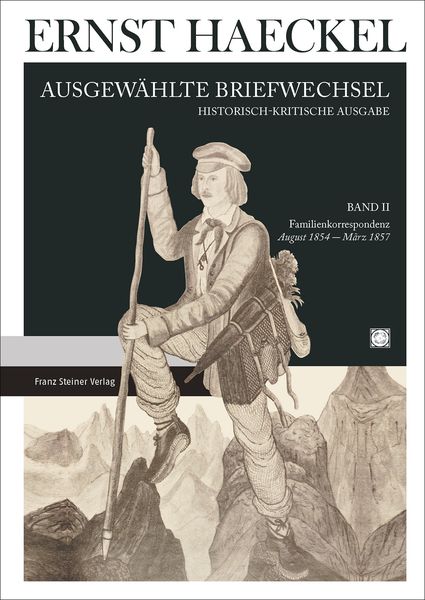 ERNST HAECKEL
AUSGEWÄHLTE BRIEFWECHSEL
HISTORISCH-KRITISCHE AUSGABE
BAND II
Familienkorrespondenz
August 1854 — März 1857
Franz Steiner Verlag